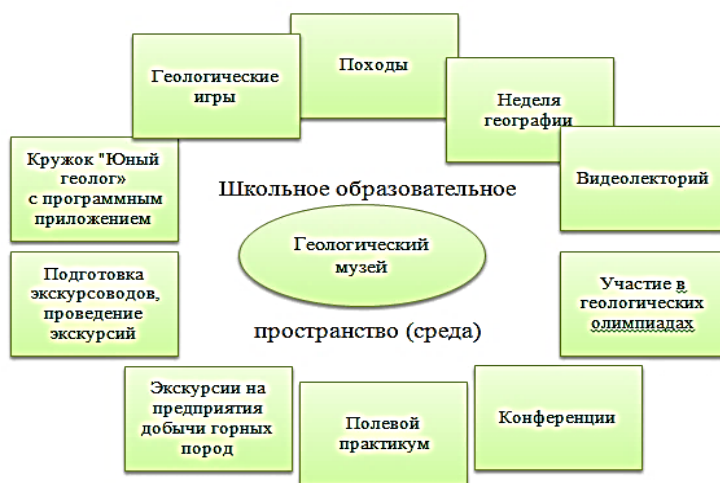 Походы
Геологические
игры
Неделя
географии
Кружок "Юный
геолог»
с программным
приложением
Видеолекторий
Школьное образовательное
Геологический
музей
Подготовка
экскурсоводов,
проведение
экскурсий
Участие в
геологических
олимпиадах
пространство (среда)
Экскурсии на
предприятия
добычи горных
пород
Полевой
практикум
Конференции